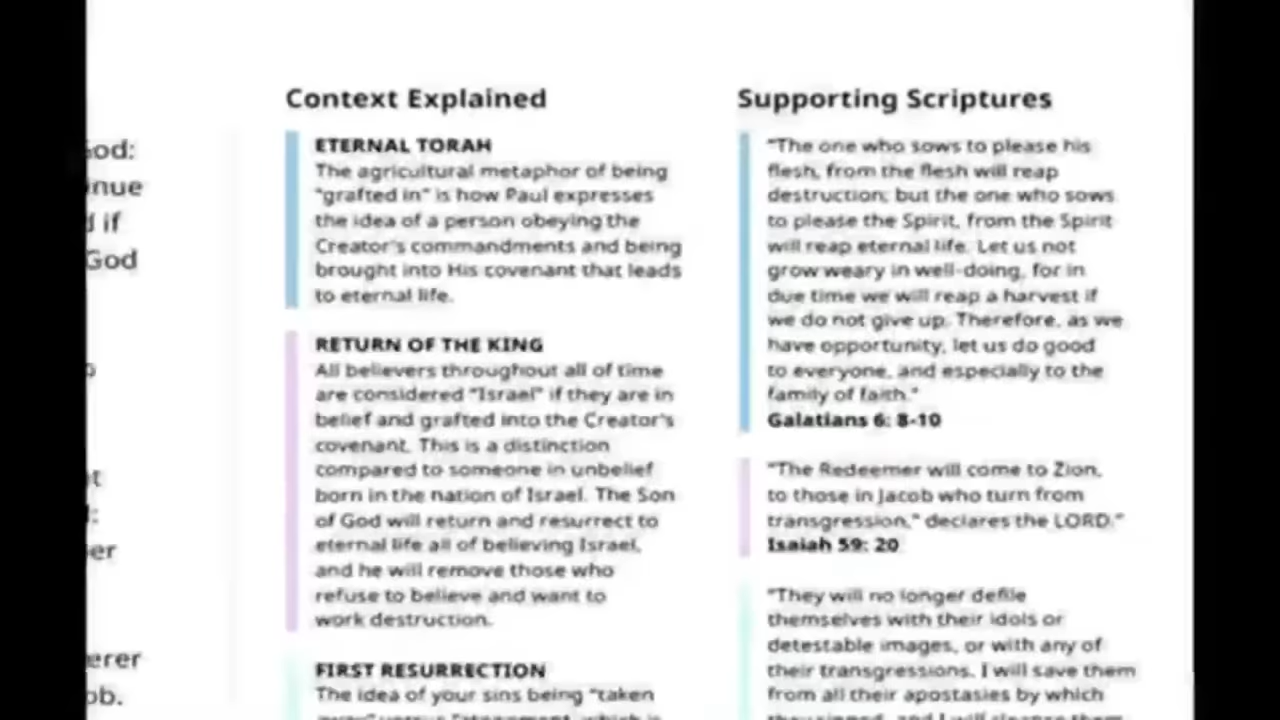 God:
nue
d if
God
t
er
erer
ob.
Context Explained
ETERNAL TORAH
The agricultural metaphor of being
"grafted in" is how Paul expresses
the idea of a person obeying the
Creator's commandments and being
brought into His covenant that leads
to eternal life.
RETURN OF THE KING
All believers throughout all of time
are considered "Israel" if they are in
belief and grafted into the Creator's
covenant. This is a distinction
compared to someone in unbelief
born in the nation of Israel. The Son
of God will return and resurrect to
eternal life all of believing Israel,
and he will remove those who
refuse to believe and want to
work destruction.
FIRST RESURRECTION
The idea of your sins being "taken
Supporting Scriptures
"The one who sows to please his
flesh, from the flesh will reap
destruction; but the one who sows
to please the Spirit, from the Spirit
will reap eternal life. Let us not
grow weary in well-doing, for in
due time we will reap a harvest if
we do not give up. Therefore, as we
have opportunity, let us do good
to everyone, and especially to the
family of faith."
Galatians 6: 8-10
"The Redeemer will come to Zion,
to those in Jacob who turn from
transgression," declares the LORD."
Isaiah 59: 20
"They will no longer defile
themselves with their idols or
detestable images, or with any of
their transgressions. I will save them
from all their apostasies by which